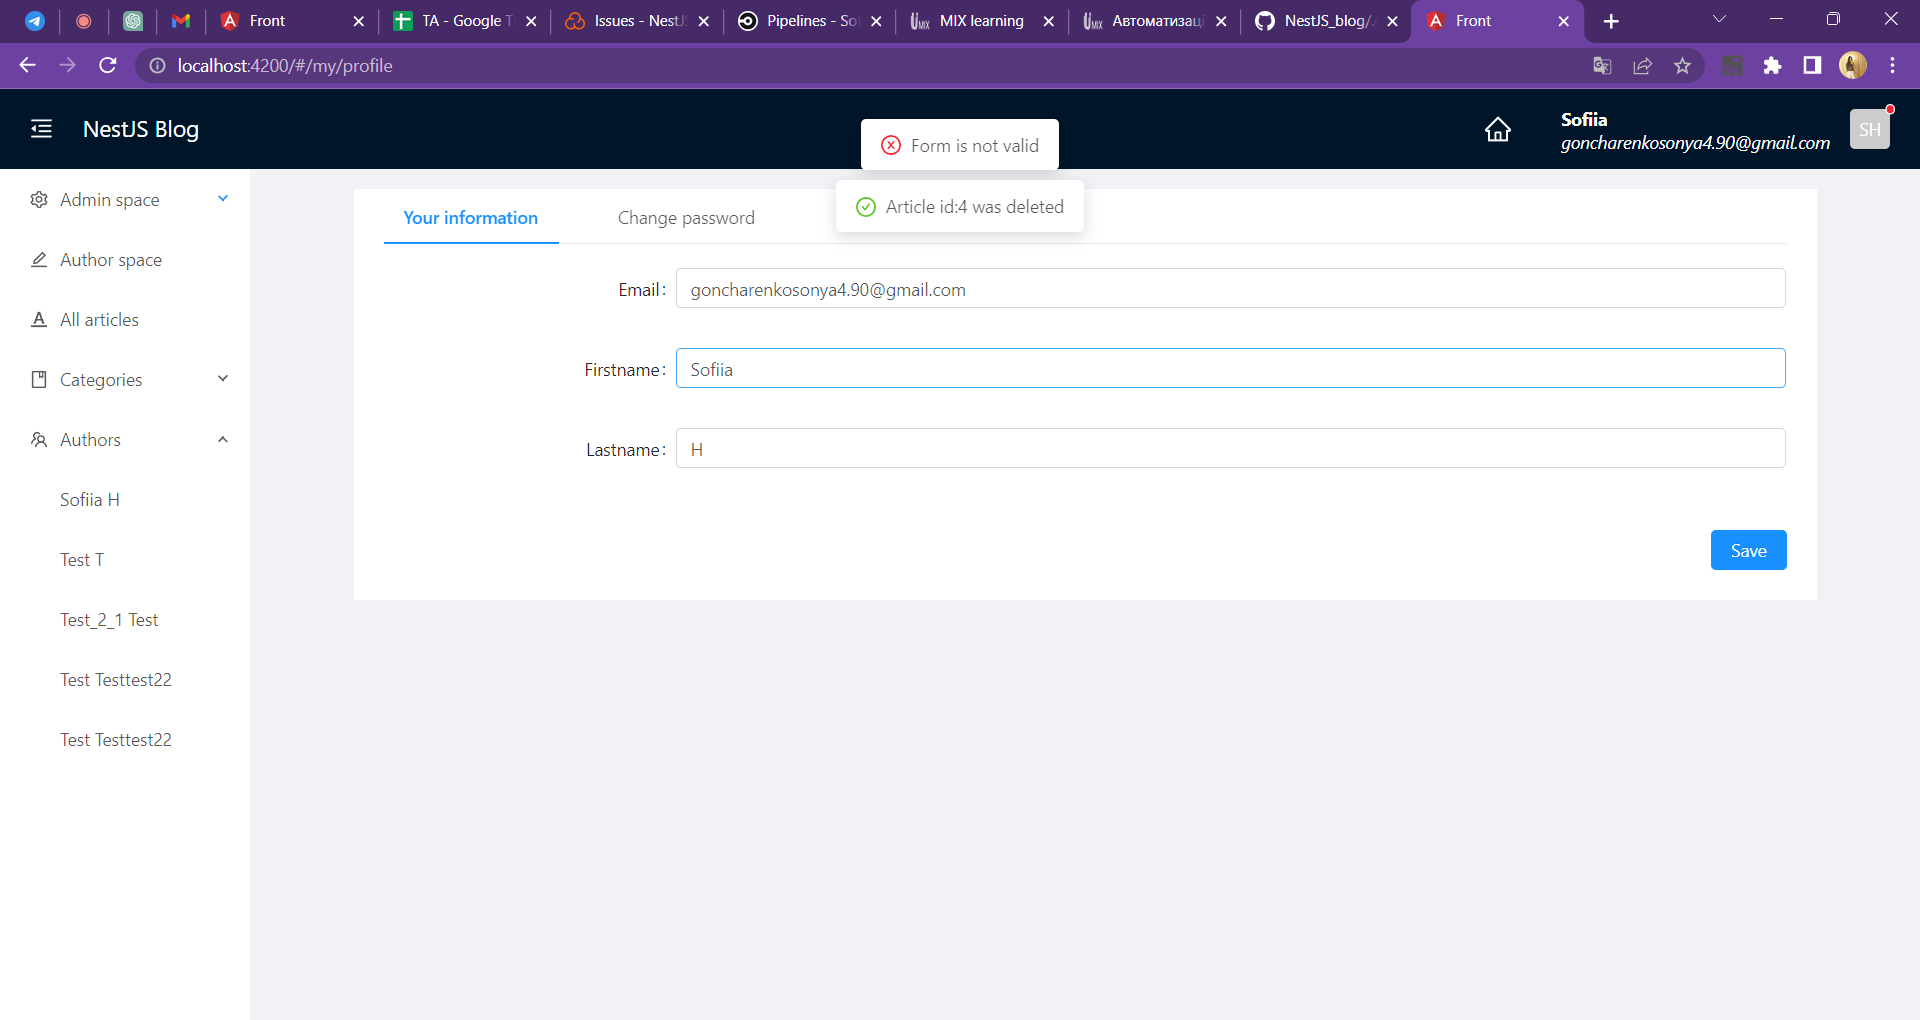 Front
TA - Google T
Issues - NestJS
Pipelines - So
MIX learning
Автоматизаці
NestJS_blog/.
Front
localhost:4200/#/my/profile
NestJS Blog
Form is not valid
Sofiia
goncharenkosonya4.90@gmail.com
SH
Article id:4 was deleted
Admin space
Author space
All articles
Categories
Authors
Sofiia H
Test T
Test_2_1 Test
Test Testtest22
Test Testtest22
Your information
Change password
Email:
goncharenkosonya4.90@gmail.com
Firstname:
Sofiia
Lastname:
H
Save